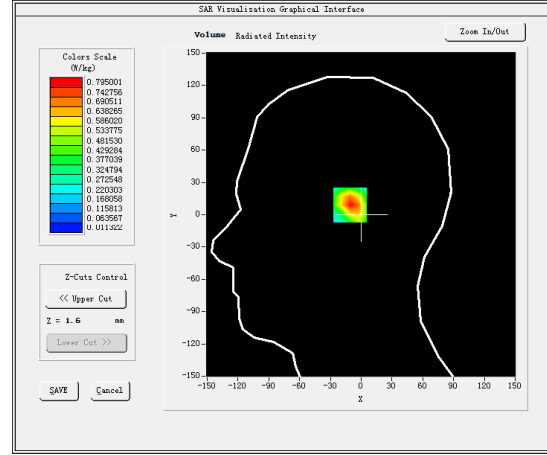 SAR Visualisation Graphical Interface
Volume Radiated Intensity
Zoom In/Out
Colors Scale
(W/kg)
0.795001
0.742756
0.690511
0.638265
0.586020
0.533775
0.481530
0.429284
0.377039
0.324794
0.272548
0.220303
0.168058
0.115813
0.063567
0.011322
Z-Cuts Control
<< Upper Cut
Z = 1.6 mm
Lower Cut >>
SAVE
Cancel
150
120
90
60
30
0
-30
-60
-90
-120
-150
Y
-150 -120 -90 -60 -30 0 30 60 90 120 150
X